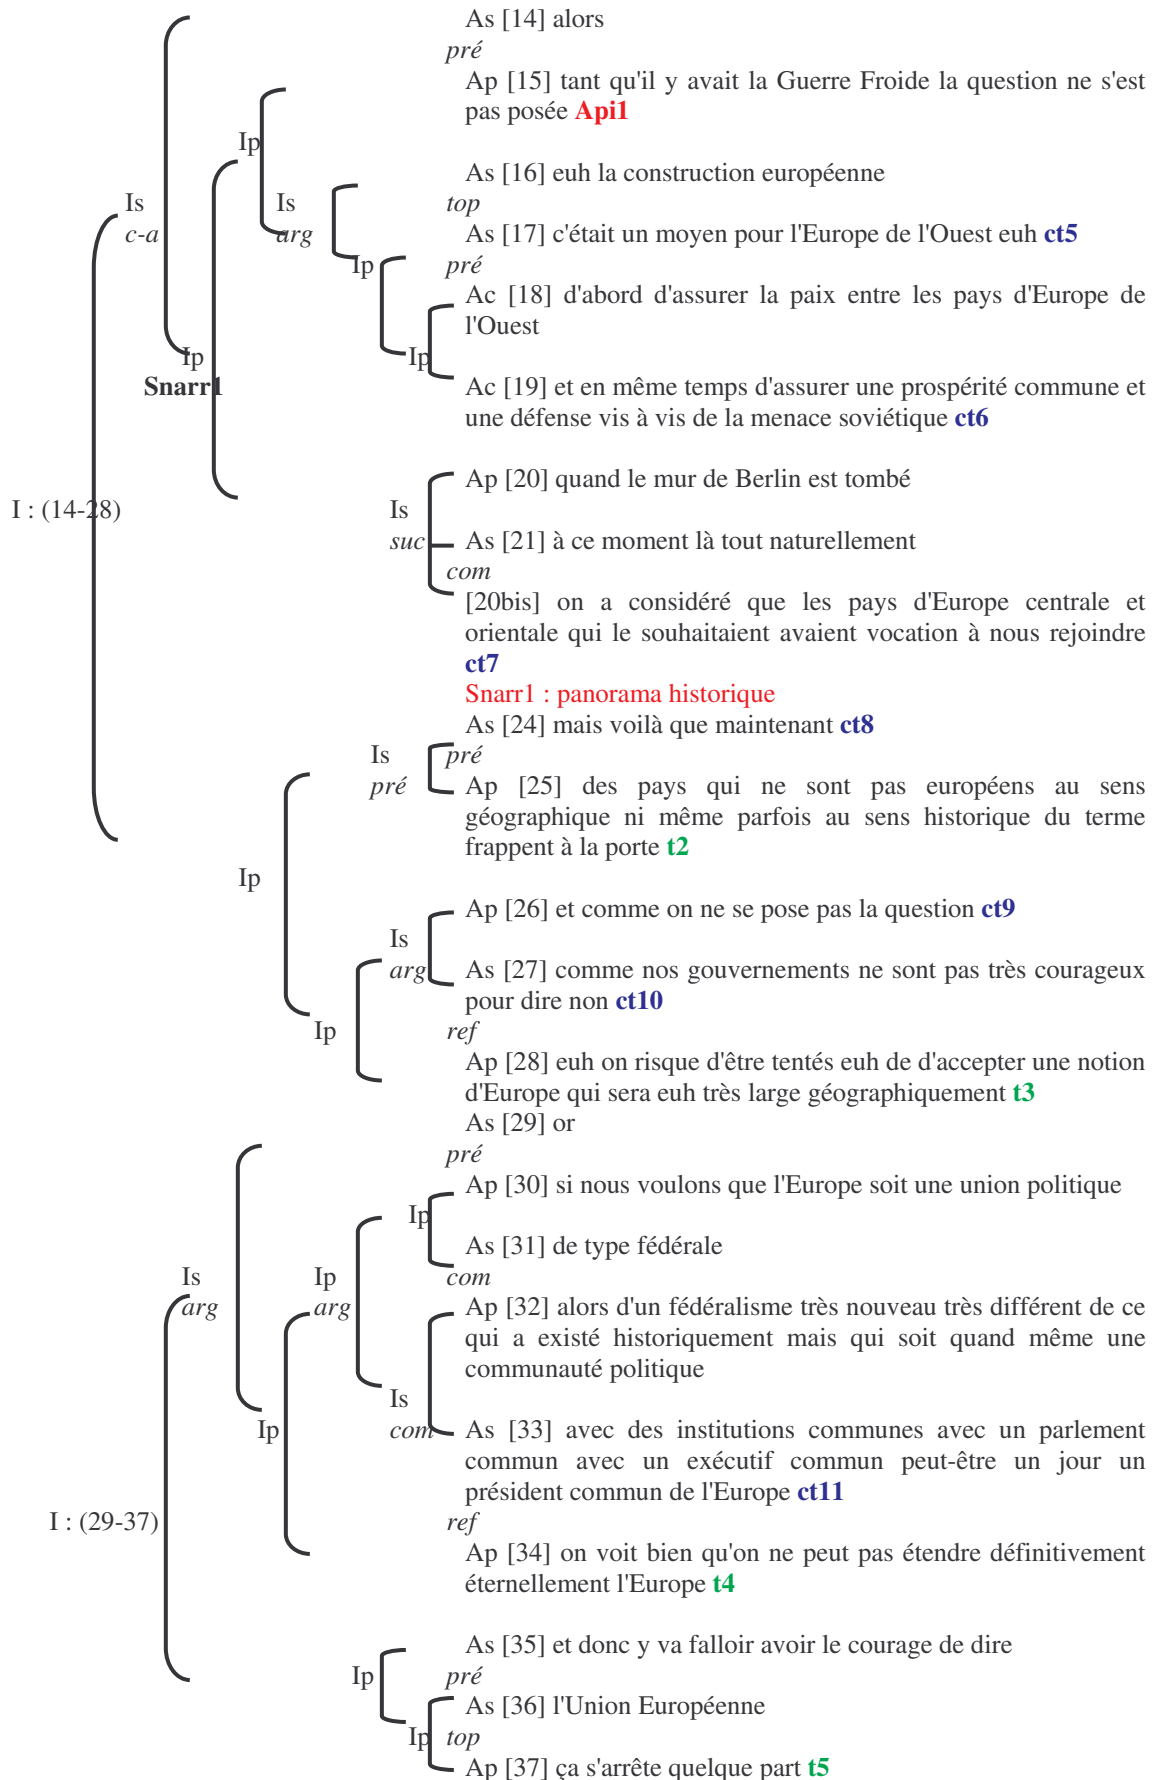 As [14] alors
pré
Ap [15] tant qu'il y avait la Guerre Froide la question ne s'est
pas posée Api1
Ip
As [16] euh la construction européenne
Is Is top
c-a arg As [17] c'était un moyen pour l'Europe de l'Ouest euh ct5
Ip pré
Ac [18] d'abord d'assurer la paix entre les pays d'Europe de
l'Ouest
Ip Ip
Snarr1 Ac [19] et en même temps d'assurer une prospérité commune et
une défense vis à vis de la menace soviétique ct6
Ap [20] quand le mur de Berlin est tombé
I : (14-28) Is
suc As [21] à ce moment là tout naturellement
com
[20bis] on a considéré que les pays d'Europe centrale et
orientale qui le souhaitaient avaient vocation à nous rejoindre
ct7
Snarr1 : panorama historique
As [24] mais voilà que maintenant ct8
Is pré
pré Ap [25] des pays qui ne sont pas européens au sens
géographique ni même parfois au sens historique du terme
frappent à la porte t2
Ip
Ap [26] et comme on ne se pose pas la question ct9
Is
arg As [27] comme nos gouvernements ne sont pas très courageux
pour dire non ct10
Ip ref
Ap [28] euh on risque d'être tentés euh de d'accepter une notion
d'Europe qui sera euh très large géographiquement t3
As [29] or
pré
Ap [30] si nous voulons que l'Europe soit une union politique
Ip
As [31] de type fédérale
Is Ip com
arg arg Ap [32] alors d'un fédéralisme très nouveau très différent de ce
qui a existé historiquement mais qui soit quand même une
communauté politique
Is
Ip com As [33] avec des institutions communes avec un parlement
commun avec un exécutif commun peut-être un jour un
président commun de l'Europe ct11
I : (29-37) ref
Ap [34] on voit bien qu'on ne peut pas étendre définitivement
éternellement l'Europe t4
As [35] et donc y va falloir avoir le courage de dire
Ip pré
As [36] l'Union Européenne
Ip top
Ap [37] ça s'arrête quelque part t5